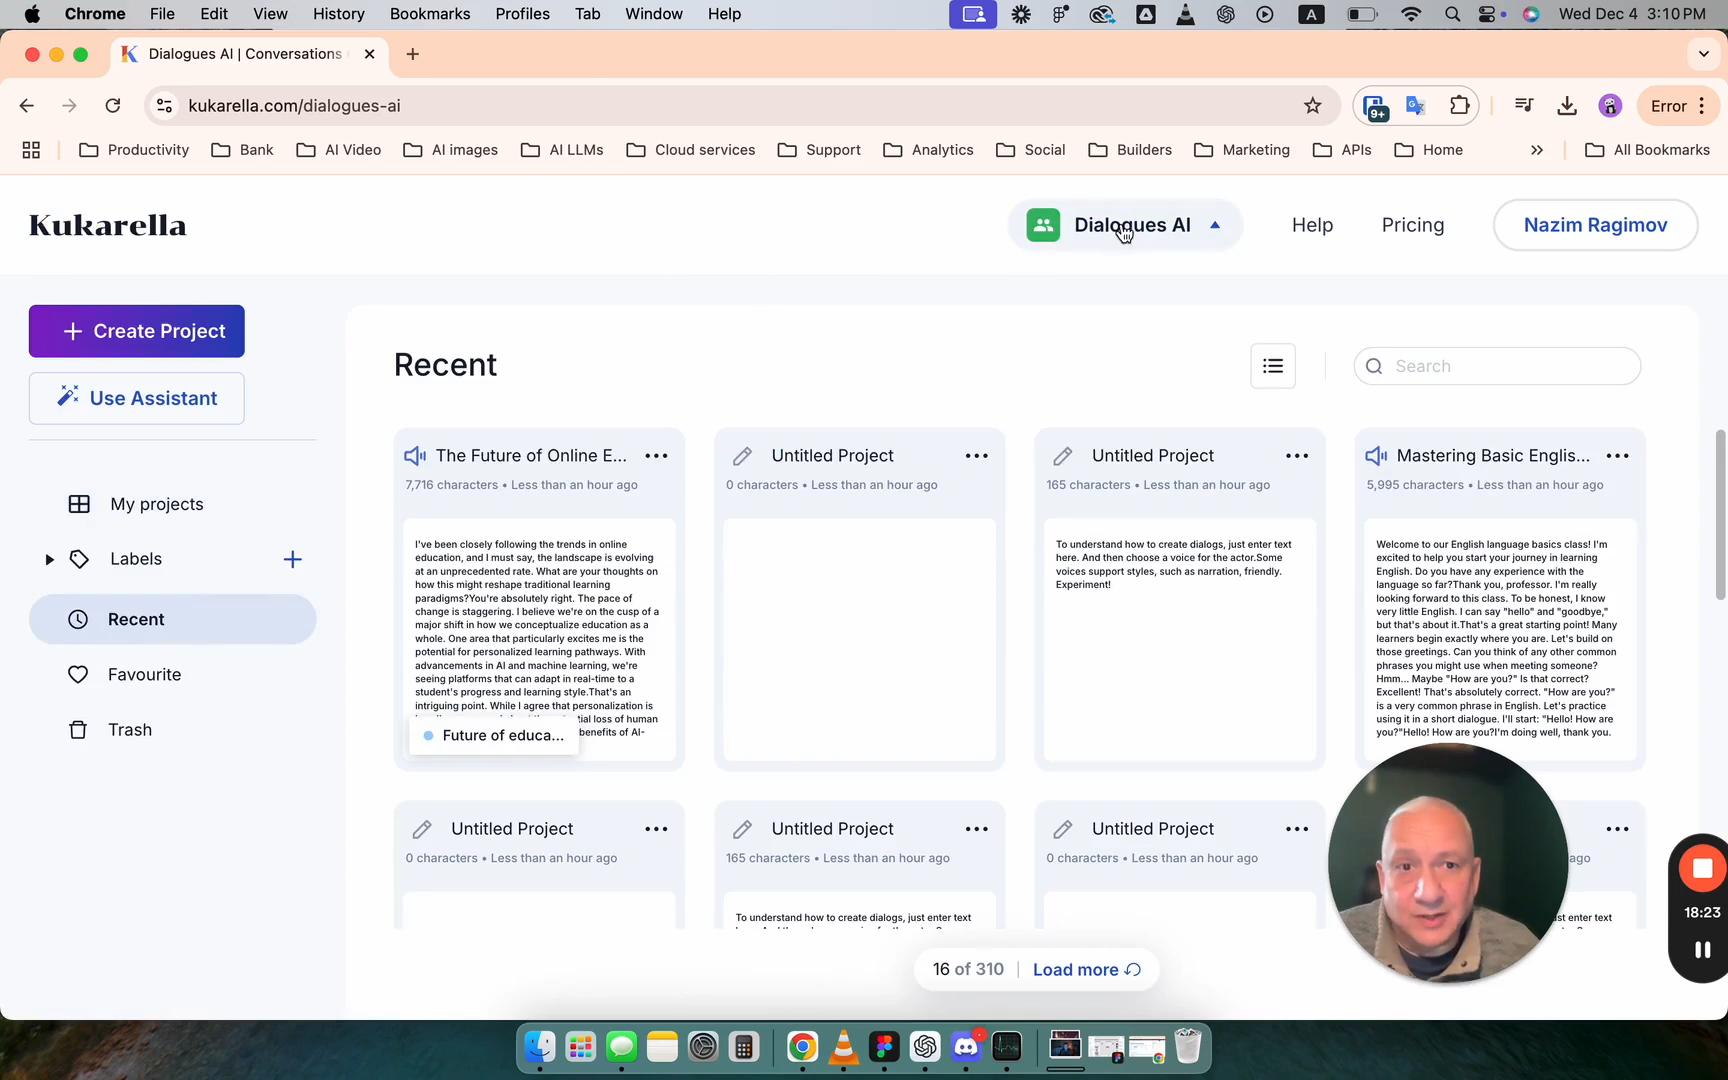 Chrome File Edit View History Bookmarks Profiles Tab Window Help
A
Wed Dec 4 3:10 PM
Dialogues AI | Conversations
kukarella.com/dialogues-ai
9+
Error
Productivity Bank AI Video AI images AI LLMs Cloud services Support Analytics Social Builders Marketing APIs Home » All Bookmarks
Kukarella
Dialogues AI Help Pricing Nazim Ragimov
+ Create Project
Use Assistant
My projects
Labels +
Recent
Favourite
Trash
Recent
Search
The Future of Online E... •••
7,716 characters • Less than an hour ago
I've been closely following the trends in online
education, and I must say, the landscape is evolving
at an unprecedented rate. What are your thoughts on
how this might reshape traditional learning
paradigms?You're absolutely right. The pace of
change is staggering. I believe we're on the cusp of a
major shift in how we conceptualize education as a
whole. One area that particularly excites me is the
potential for personalized learning pathways. With
advancements in AI and machine learning, we're
seeing platforms that can adapt in real-time to a
student's progress and learning style.That's an
intriguing point. While I agree that personalization is
tial loss of human
benefits of AI-
Future of educa...
Untitled Project •••
0 characters • Less than an hour ago
Untitled Project •••
165 characters • Less than an hour ago
To understand how to create dialogs, just enter text
here. And then choose a voice for the actor.Some
voices support styles, such as narration, friendly.
Experiment!
Mastering Basic Englis... •••
5,995 characters • Less than an hour ago
Welcome to our English language basics class! I'm
excited to help you start your journey in learning
English. Do you have any experience with the
language so far?Thank you, professor. I'm really
looking forward to this class. To be honest, I know
very little English. I can say "hello" and "goodbye,"
but that's about it.That's a great starting point! Many
learners begin exactly where you are. Let's build on
those greetings. Can you think of any other common
phrases you might use when meeting someone?
Hmm... Maybe "How are you?" Is that correct?
Excellent! That's absolutely correct. "How are you?"
is a very common phrase in English. Let's practice
using it in a short dialogue. I'll start: "Hello! How are
you?"Hello! How are you?I'm doing well, thank you.
Untitled Project •••
0 characters • Less than an hour ago
Untitled Project •••
165 characters • Less than an hour ago
To understand how to create dialogs, just enter text
Untitled Project •••
0 characters • Less than an hour ago
•••
ago
st enter text
16 of 310 | Load more
18:23